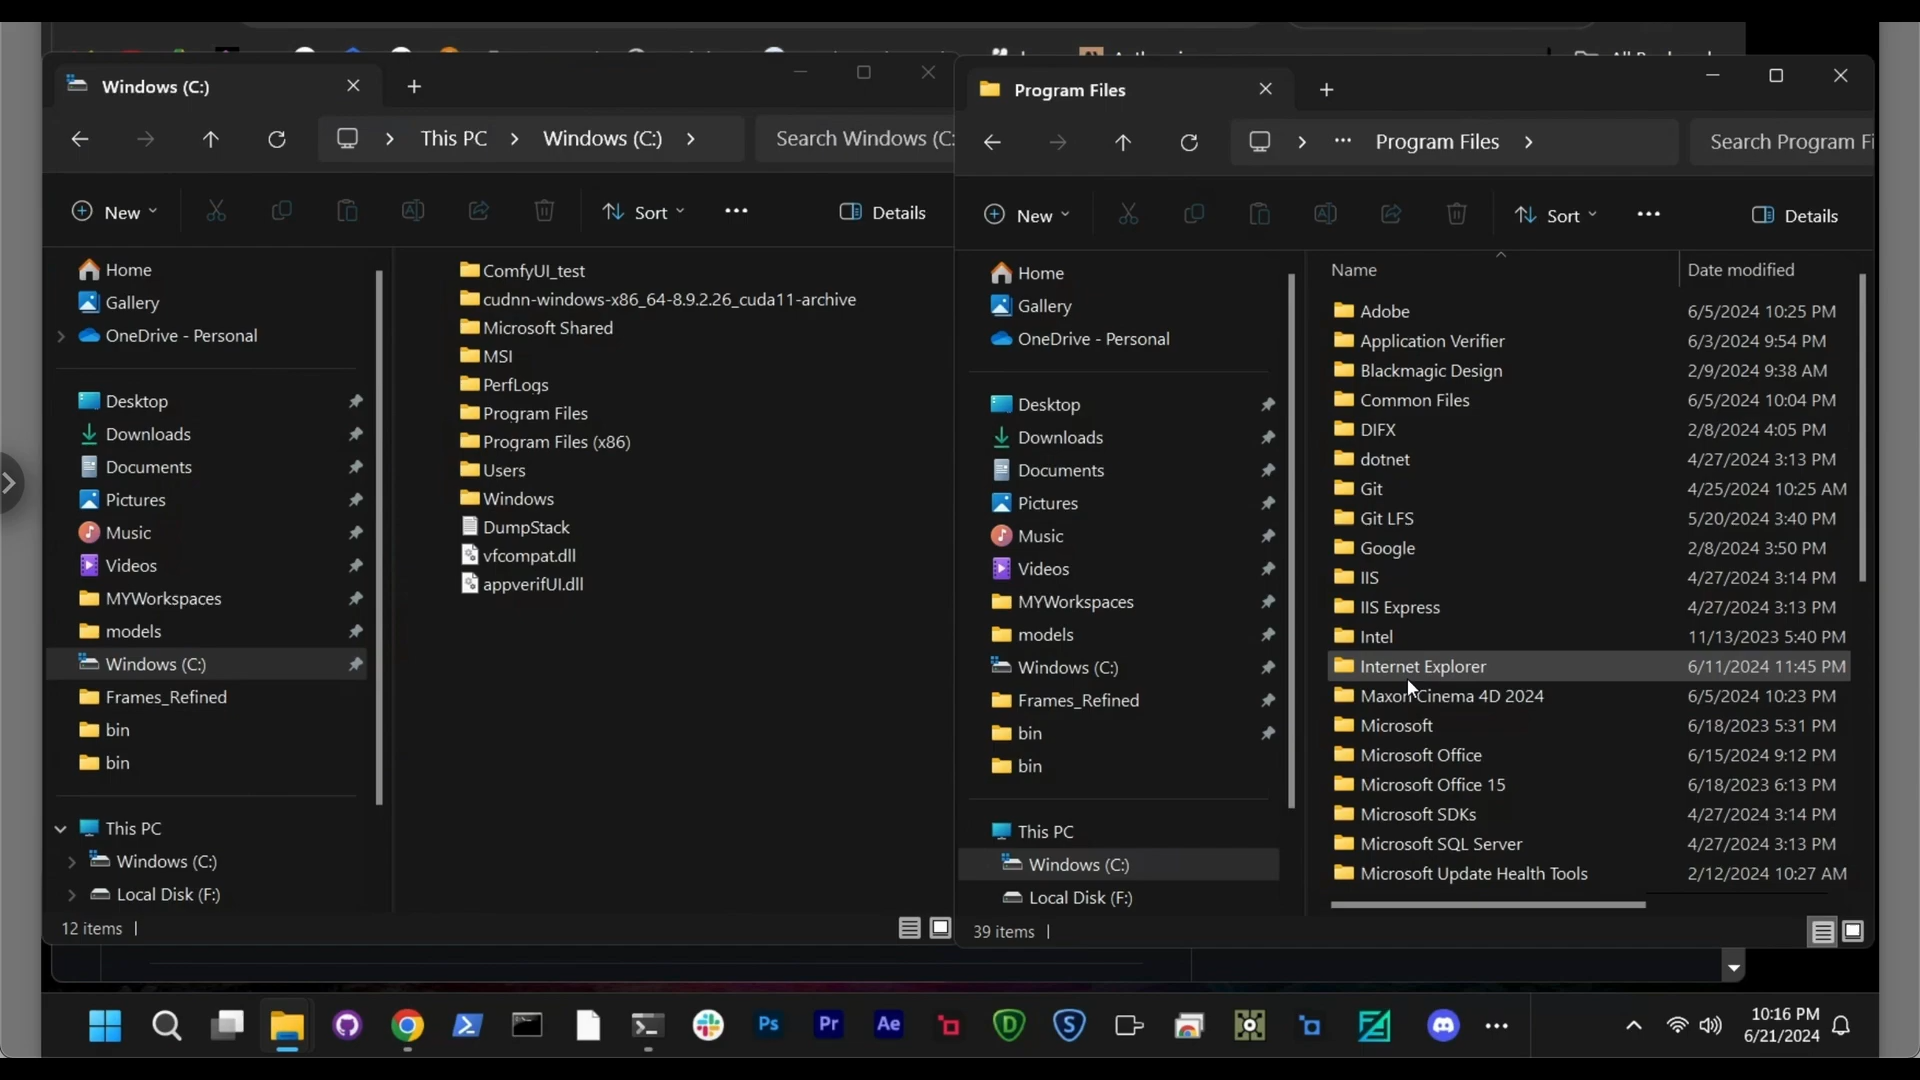 Windows (C:)
This PC
Windows (C:)
Search Windows (C:
New
Sort
Details
Home
Gallery
OneDrive - Personal
Desktop
Downloads
Documents
Pictures
Music
Videos
MYWorkspaces
models
Windows (C:)
Frames_Refined
bin
bin
This PC
Windows (C:)
Local Disk (F:)
12 items
ComfyUI_test
cudnn-windows-x86_64-8.9.2.26_cuda11-archive
Microsoft Shared
MSI
PerfLogs
Program Files
Program Files (x86)
Users
Windows
DumpStack
vfcompat.dll
appverifUI.dll
Program Files
Program Files
Search Program Fi
New
Sort
Details
Home
Gallery
OneDrive - Personal
Desktop
Downloads
Documents
Pictures
Music
Videos
MYWorkspaces
models
Windows (C:)
Frames_Refined
bin
bin
This PC
Windows (C:)
Local Disk (F:)
39 items
Name Date modified
Adobe 6/5/2024 10:25 PM
Application Verifier 6/3/2024 9:54 PM
Blackmagic Design 2/9/2024 9:38 AM
Common Files 6/5/2024 10:04 PM
DIFX 2/8/2024 4:05 PM
dotnet 4/27/2024 3:13 PM
Git 4/25/2024 10:25 AM
Git LFS 5/20/2024 3:40 PM
Google 2/8/2024 3:50 PM
IIS 4/27/2024 3:14 PM
IIS Express 4/27/2024 3:13 PM
Intel 11/13/2023 5:40 PM
Internet Explorer 6/11/2024 11:45 PM
Maxon Cinema 4D 2024 6/5/2024 10:23 PM
Microsoft 6/18/2023 5:31 PM
Microsoft Office 6/15/2024 9:12 PM
Microsoft Office 15 6/18/2023 6:13 PM
Microsoft SDKs 4/27/2024 3:14 PM
Microsoft SQL Server 4/27/2024 3:13 PM
Microsoft Update Health Tools 2/12/2024 10:27 AM
Ps
Pr
Ae
D
S
10:16 PM
6/21/2024